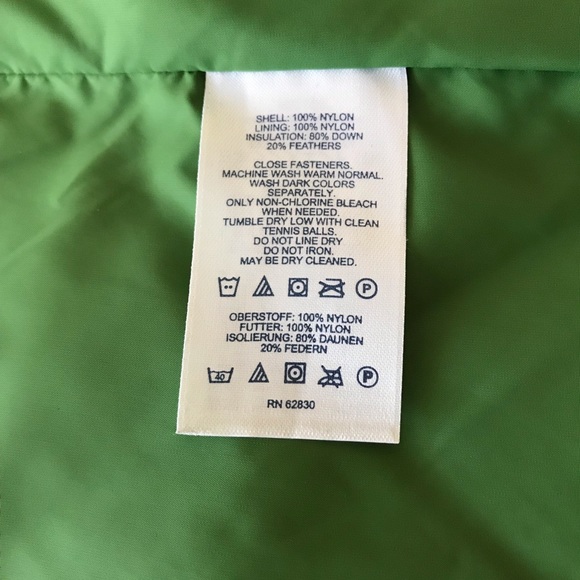 SHELL: 100% NYLON
LINING: 100% NYLON
INSULATION: 80% DOWN
20% FEATHERS
CLOSE FASTENERS.
MACHINE WASH WARM NORMAL.
WASH DARK COLORS
SEPARATELY.
ONLY NON-CHLORINE BLEACH
WHEN NEEDED.
TUMBLE DRY LOW WITH CLEAN
TENNIS BALLS.
DO NOT LINE DRY
DO NOT IRON.
MAY BE DRY CLEANED.
P
OBERSTOFF: 100% NYLON
FUTTER: 100% NYLON
ISOLIERUNG: 80% DAUNEN
20% FEDERN
40 P
RN 62830